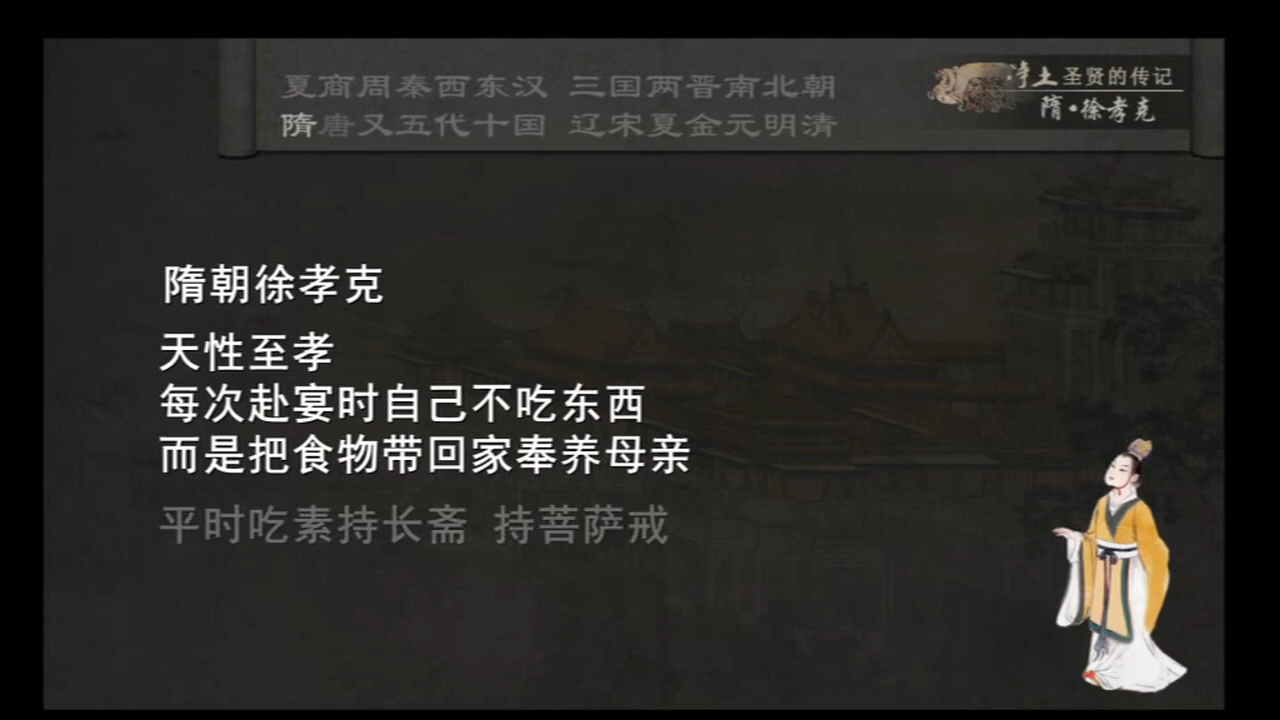 夏商周秦西东汉 三国两晋南北朝
隋唐又五代十国 辽宋夏金元明清
净土圣贤的传记
隋·徐孝克
隋朝徐孝克
天性至孝
每次赴宴时自己不吃东西
而是把食物带回家奉养母亲
平时吃素持长斋 持菩萨戒